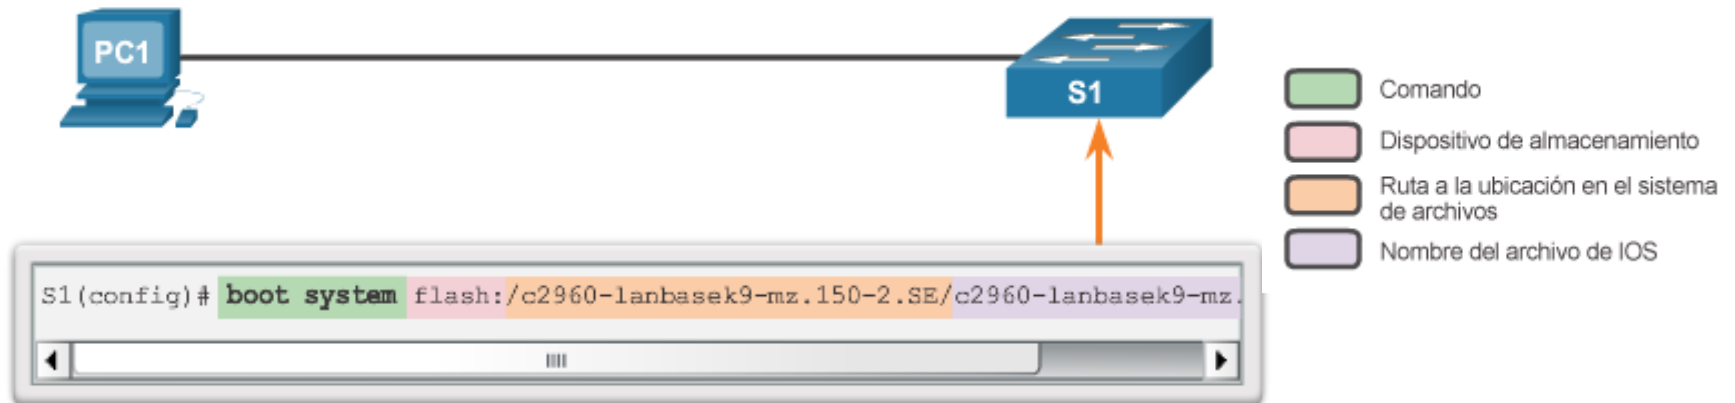 PC1
S1
Comando
Dispositivo de almacenamiento
Ruta a la ubicación en el sistema
de archivos
Nombre del archivo de IOS
S1(config)# boot system flash:/c2960-lanbasek9-mz.150-2.SE/c2960-lanbasek9-mz.